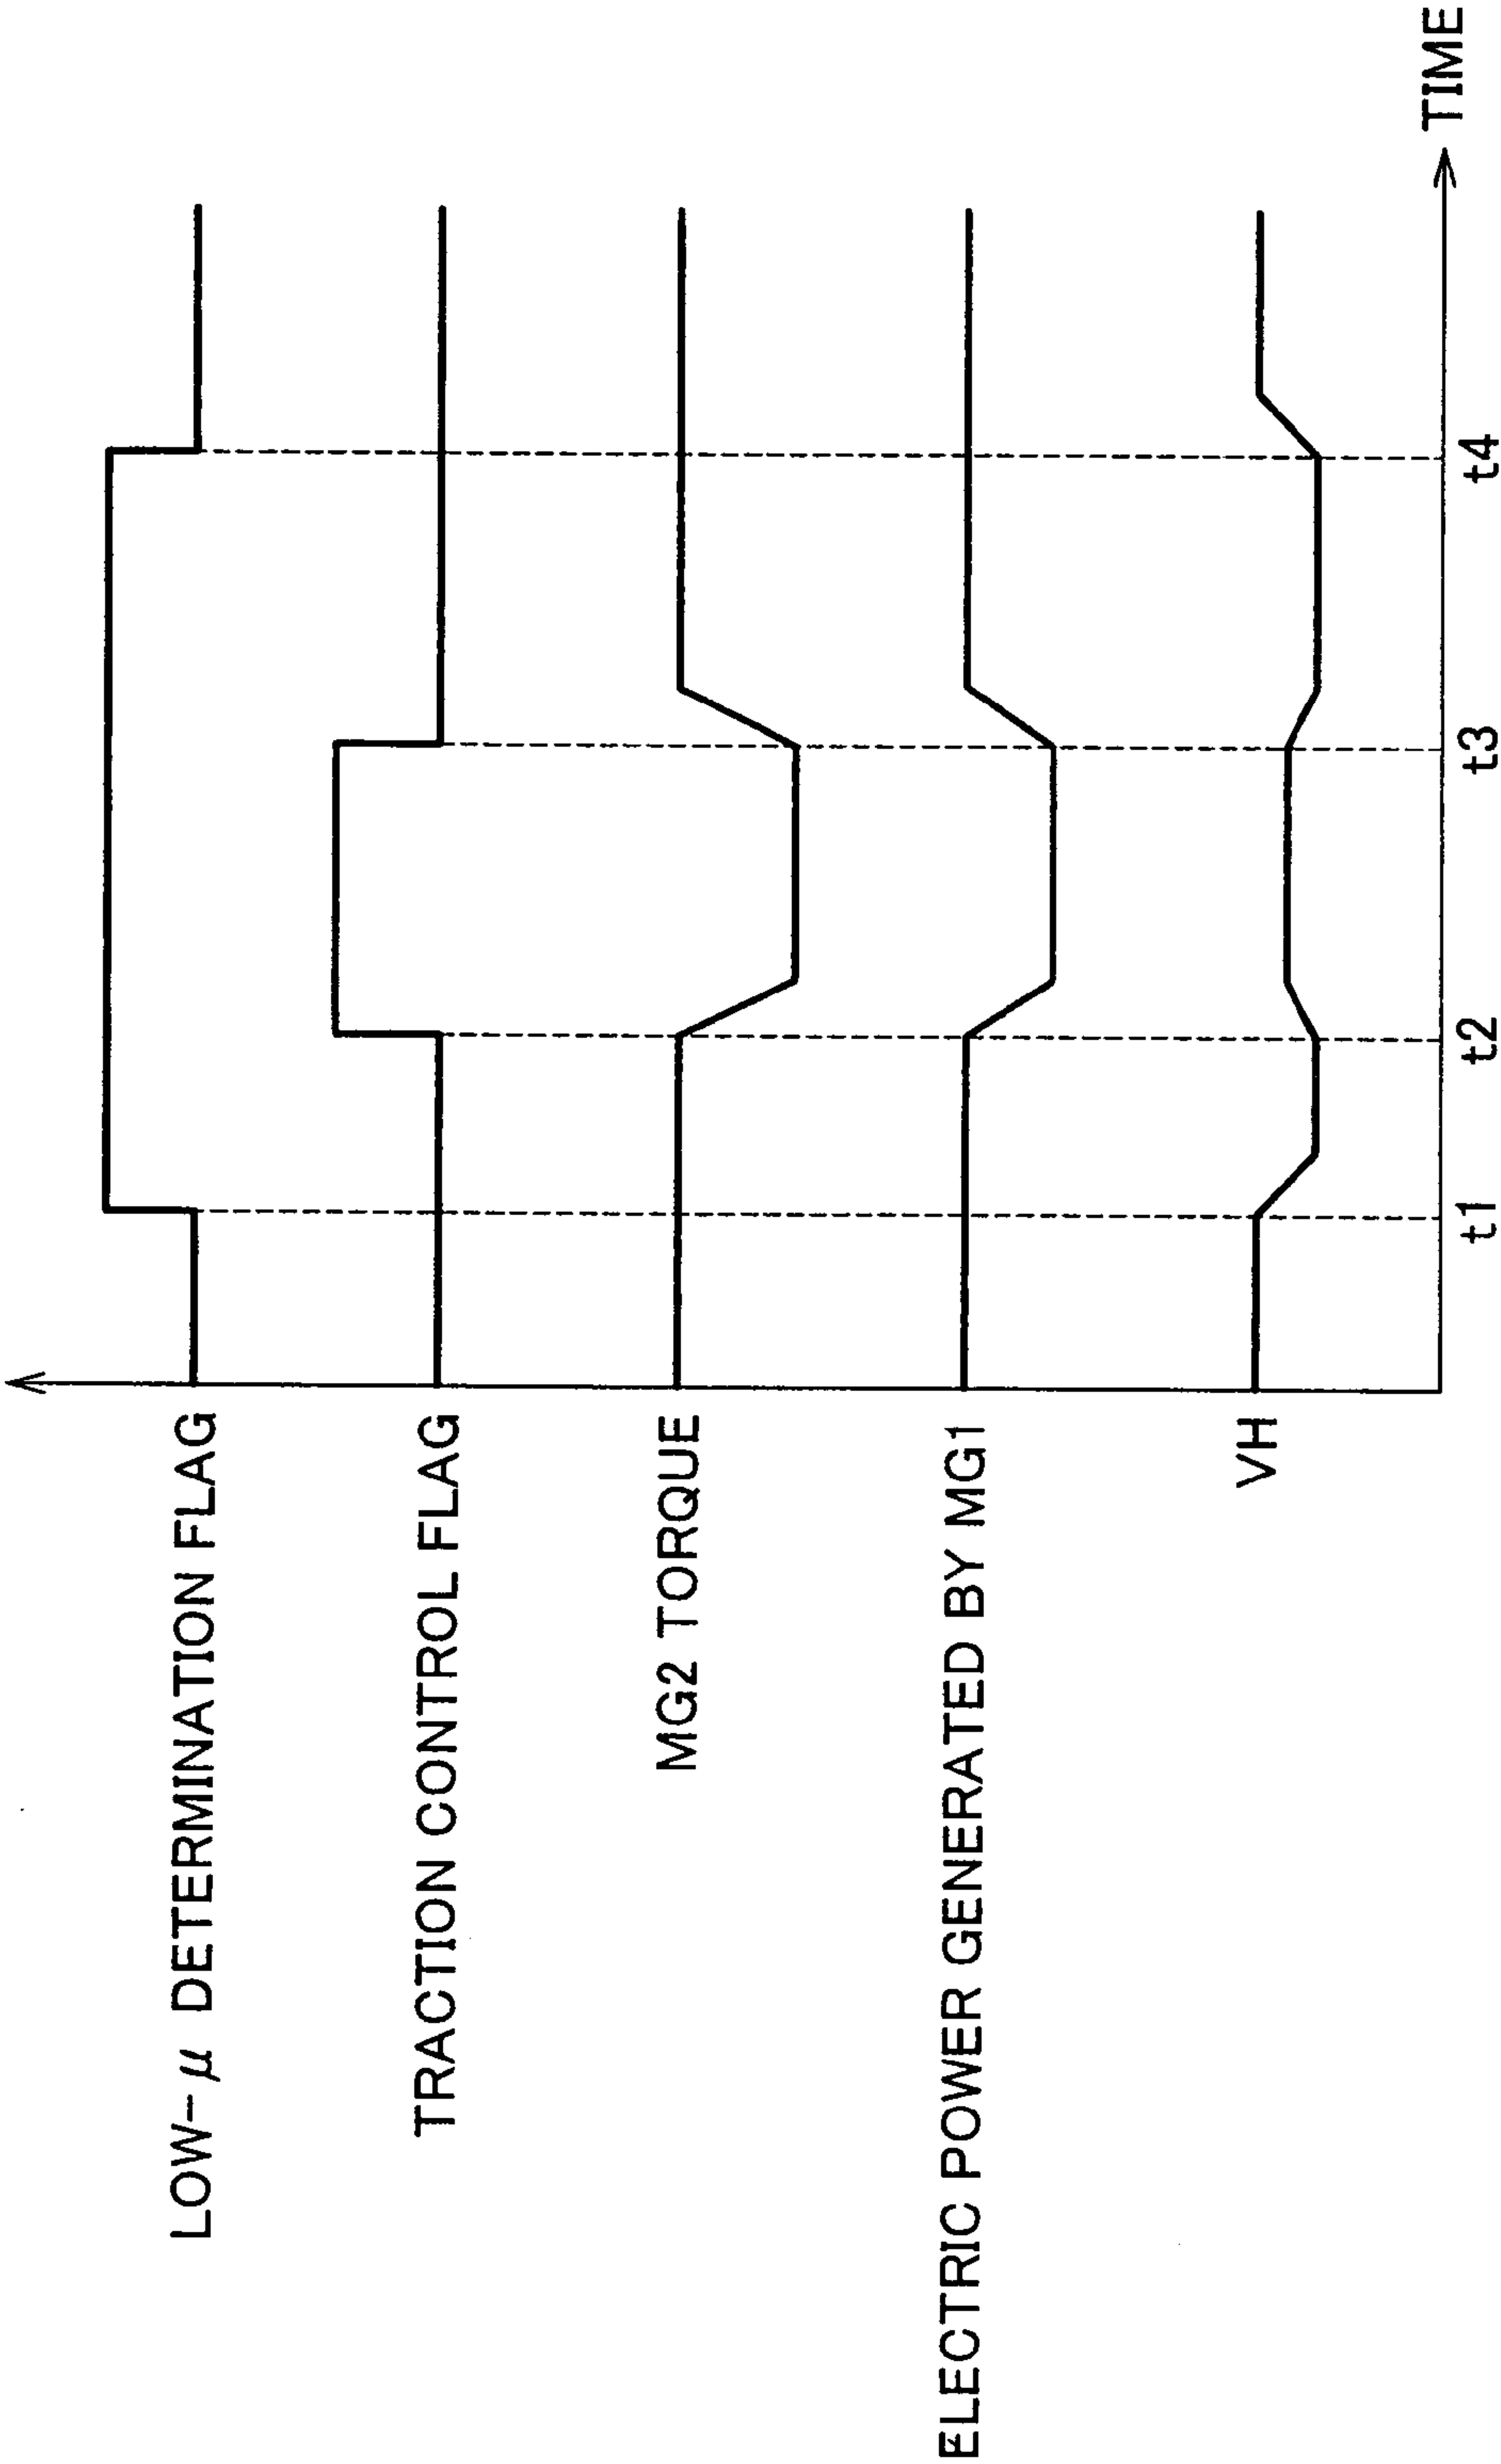 LOW-μ DETERMINATION FLAG
TRACTION CONTROL FLAG
MG2 TORQUE
ELECTRIC POWER GENERATED BY MG1
VH
t1 t2 t3 t4 TIME